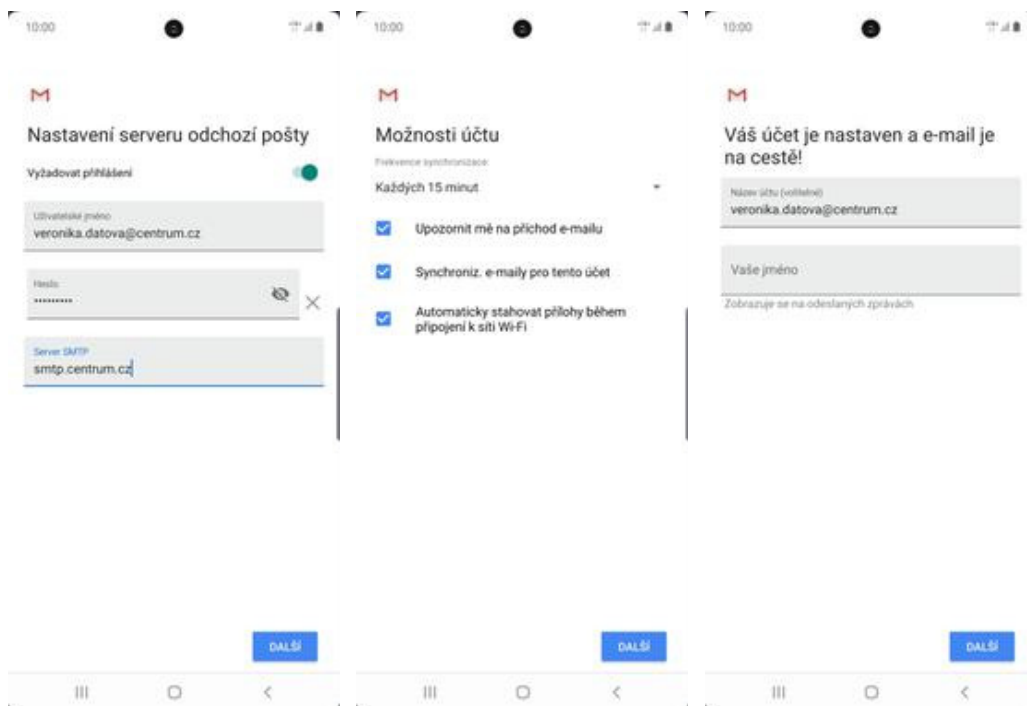 10:00
Nastavení serveru odchozí pošty
Vyžadovat přihlášení
Uživatelské jméno
veronika.datova@centrum.cz
Heslo
•••••••••
Server SMTP
smtp.centrum.cz
DALŠÍ
10:00
Možnosti účtu
Frekvence synchronizace
Každých 15 minut
Upozornit mě na příchod e-mailu
Synchroniz. e-maily pro tento účet
Automaticky stahovat přílohy během
připojení k síti Wi-Fi
DALŠÍ
10:00
Váš účet je nastaven a e-mail je
na cestě!
Název účtu (volitelné)
veronika.datova@centrum.cz
Vaše jméno
Zobrazuje se na odeslaných zprávách
DALŠÍ